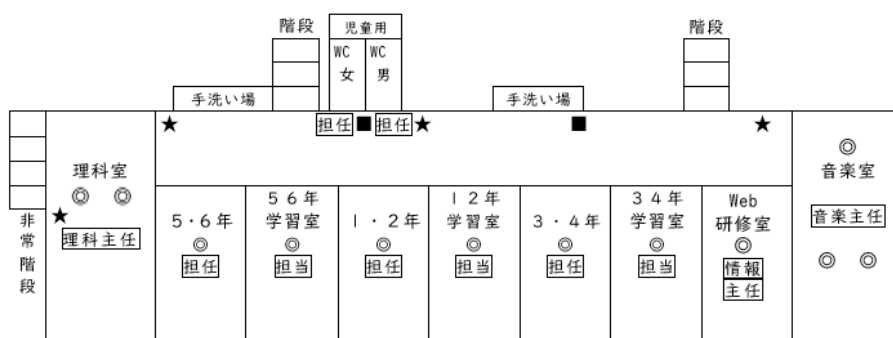 階段
児童用
階段
WC
女
WC
男
手洗い場
手洗い場
★
担任
■
担任
★
■
★
理科室
◎ ◎
★
理科主任
非常階段
5・6年
◎
担任
56年
学習室
◎
担当
1・2年
◎
担任
12年
学習室
◎
担当
3・4年
◎
担任
34年
学習室
◎
担当
Web
研修室
◎
情報
主任
◎
音楽室
音楽主任
◎ ◎